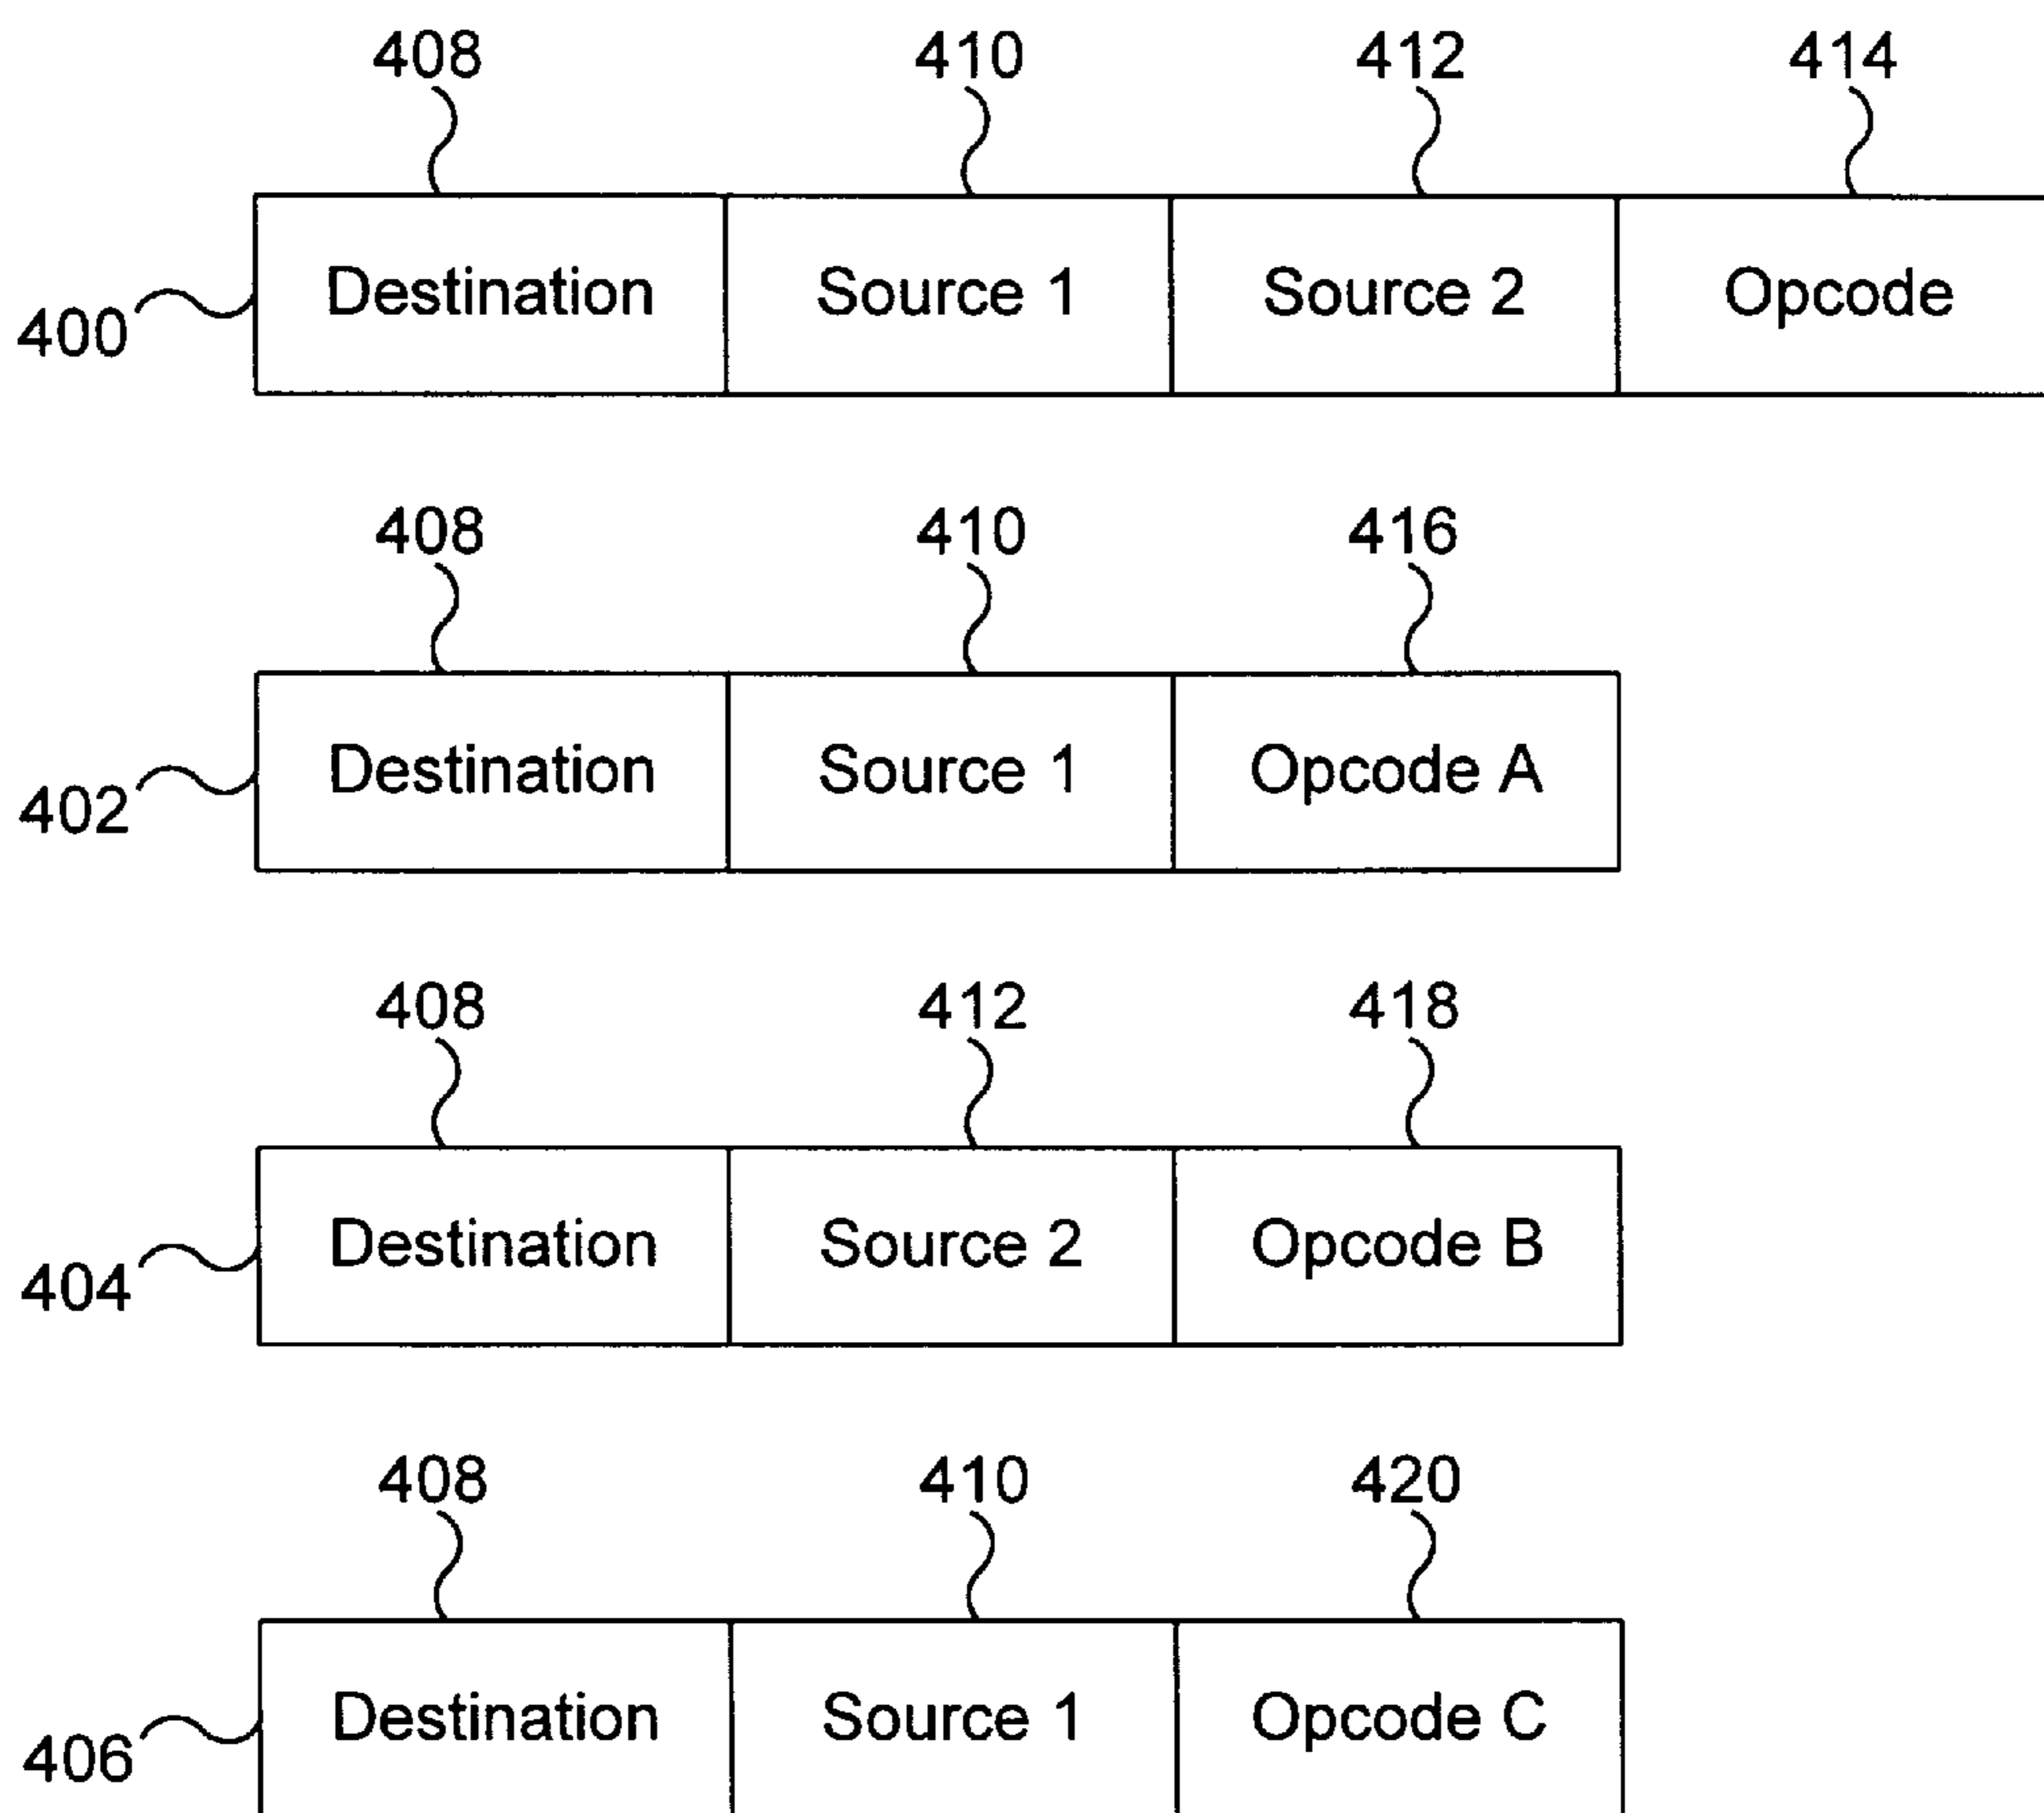 408 410 412 414
400 Destination Source 1 Source 2 Opcode
408 410 416
402 Destination Source 1 Opcode A
408 412 418
404 Destination Source 2 Opcode B
408 410 420
406 Destination Source 1 Opcode C